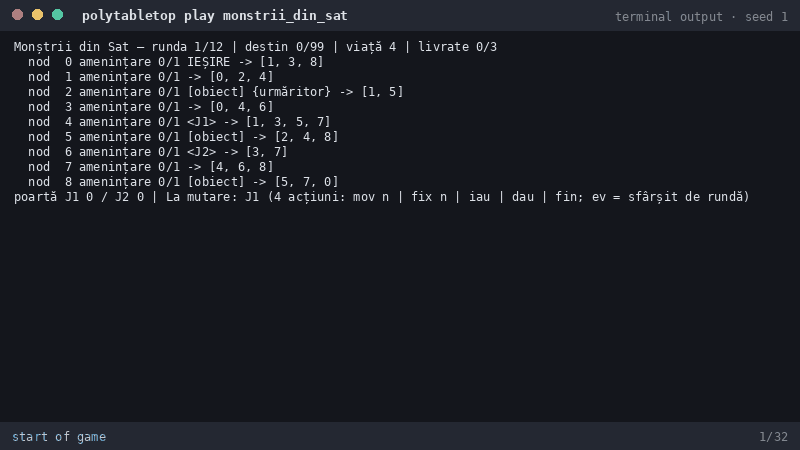 polytabletop play monstrii_din_sat
terminal output · seed 1
Monștrii din Sat — runda 1/12 | destin 0/99 | viață 4 | livrate 0/3
nod 0 amenințare 0/1 IEȘIRE -> [1, 3, 8]
nod 1 amenințare 0/1 -> [0, 2, 4]
nod 2 amenințare 0/1 [obiect] {urmăritor} -> [1, 5]
nod 3 amenințare 0/1 -> [0, 4, 6]
nod 4 amenințare 0/1 <J1> -> [1, 3, 5, 7]
nod 5 amenințare 0/1 [obiect] -> [2, 4, 8]
nod 6 amenințare 0/1 <J2> -> [3, 7]
nod 7 amenințare 0/1 -> [4, 6, 8]
nod 8 amenințare 0/1 [obiect] -> [5, 7, 0]
poartă J1 0 / J2 0 | La mutare: J1 (4 acțiuni: mov n | fix n | iau | dau | fin; ev = sfârșit de rundă)
start of game
1/32